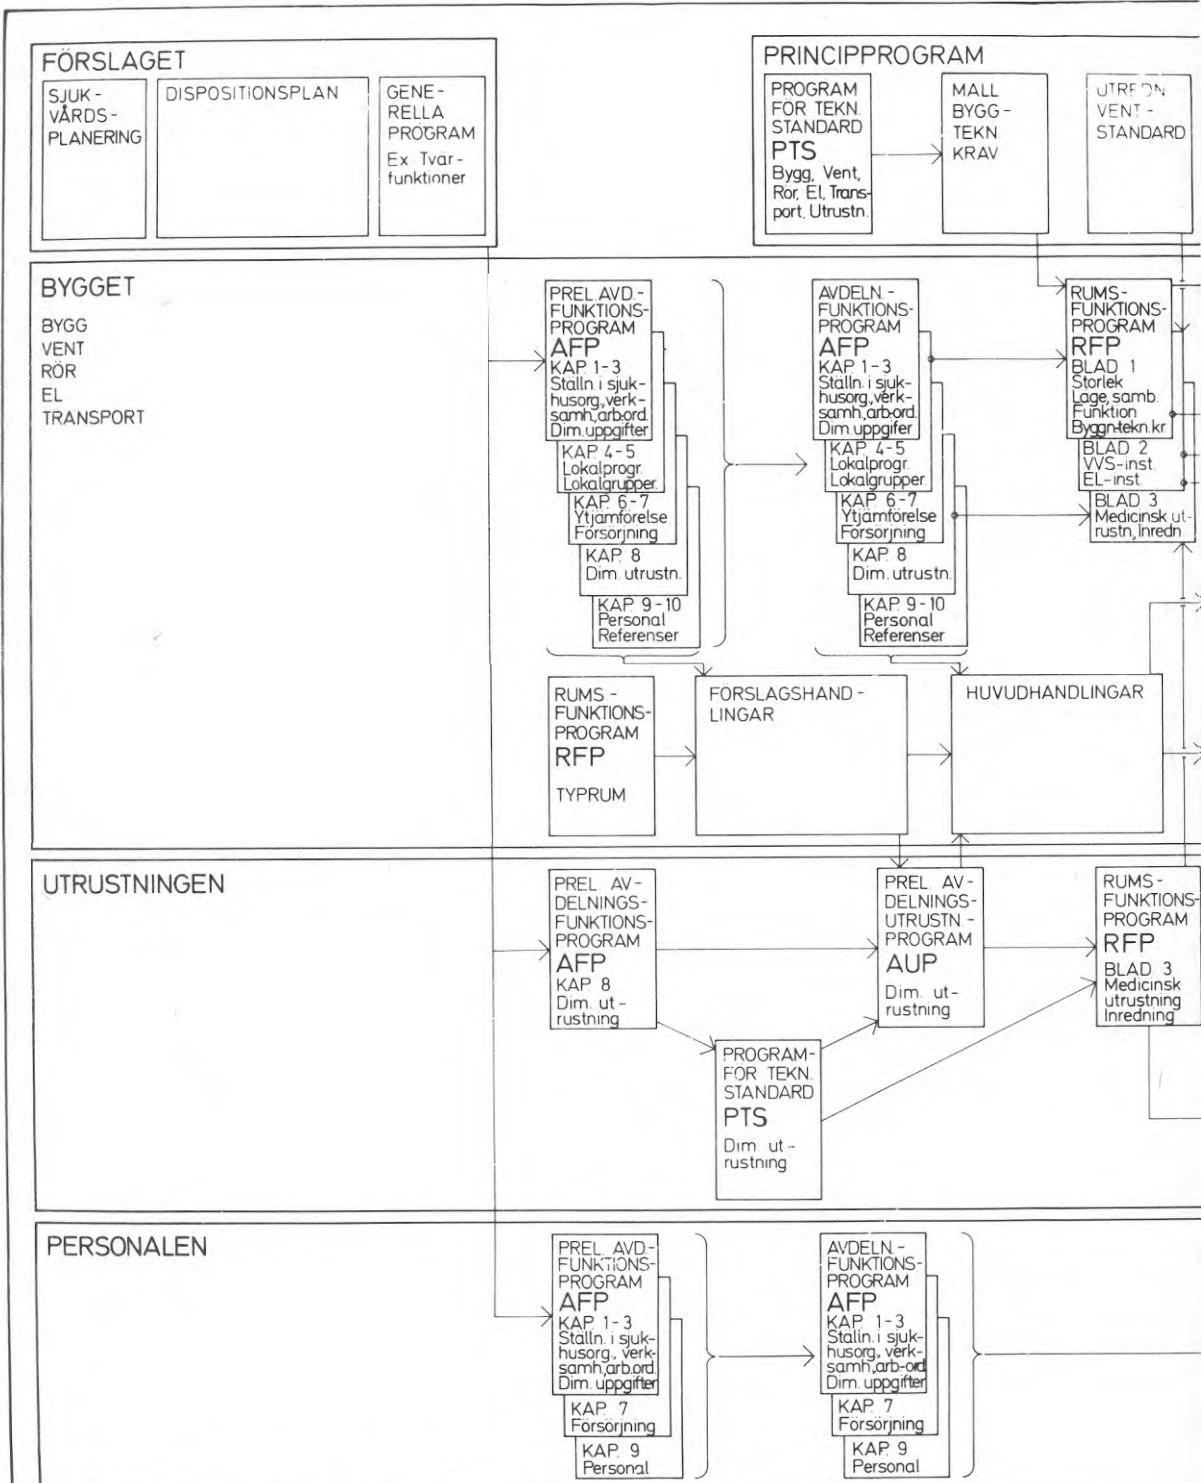 FÖRSLAGET
SJUK-
VÅRDS-
PLANERING
DISPOSITIONSPLAN
GENE-
RELLA
PROGRAM
Ex Tvar-
funktioner
PRINCIPPROGRAM
PROGRAM
FÖR TEKN.
STANDARD
PTS
Bygg, Vent,
Rör, El, Trans-
port, Utrustn.
MALL
BYGG-
TEKN
KRAV
UTREDN
VENT-
STANDARD
BYGGET
BYGG
VENT
RÖR
EL
TRANSPORT
PREL.AVD.-
FUNKTIONS-
PROGRAM
AFP
KAP. 1-3
Ställn. i sjuk-
husorg., verk-
samh., arb.ord.
Dim. uppgifter
KAP. 4-5
Lokalprogr.
Lokalgrupper.
KAP. 6-7
Ytjämförelse
Försörjning
KAP. 8
Dim. utrustn.
KAP. 9-10
Personal
Referenser
AVDELN.-
FUNKTIONS-
PROGRAM
AFP
KAP. 1-3
Ställn. i sjuk-
husorg., verk-
samh., arb.ord.
Dim. uppgifer
KAP. 4-5
Lokalprogr.
Lokalgrupper.
KAP. 6-7
Ytjämförelse
Försörjning
KAP. 8
Dim. utrustn.
KAP. 9-10
Personal
Referenser
RUMS-
FUNKTIONS-
PROGRAM
RFP
BLAD 1
Storlek
Lage, samb.
Funktion
Byggn-tekn.kr.
BLAD 2
VVS-inst.
EL-inst.
BLAD 3
Medicinsk ut-
rustn, Inredn.
RUMS-
FUNKTIONS-
PROGRAM
RFP
TYPRUM
FÖRSLAGSHAND-
LINGAR
HUVUDHANDLINGAR
UTRUSTNINGEN
PREL. AV-
DELNINGS-
FUNKTIONS-
PROGRAM
AFP
KAP. 8
Dim. ut-
rustning
PROGRAM-
FÖR TEKN.
STANDARD
PTS
Dim. ut-
rustning
PREL. AV-
DELNINGS-
UTRUSTN.-
PROGRAM
AUP
Dim. ut-
rustning
RUMS-
FUNKTIONS-
PROGRAM
RFP
BLAD 3
Medicinsk
utrustning
Inredning
PERSONALEN
PREL. AVD.-
FUNKTIONS-
PROGRAM
AFP
KAP. 1-3
Ställn. i sjuk-
husorg., verk-
samh., arb.ord.
Dim. uppgifter
KAP. 7
Försörjning
KAP. 9
Personal
AVDELN.-
FUNKTIONS-
PROGRAM
AFP
KAP. 1-3
Ställn. i sjuk-
husorg., verk-
samh., arb-ord
Dim. uppgifter
KAP. 7
Försörjning
KAP. 9
Personal